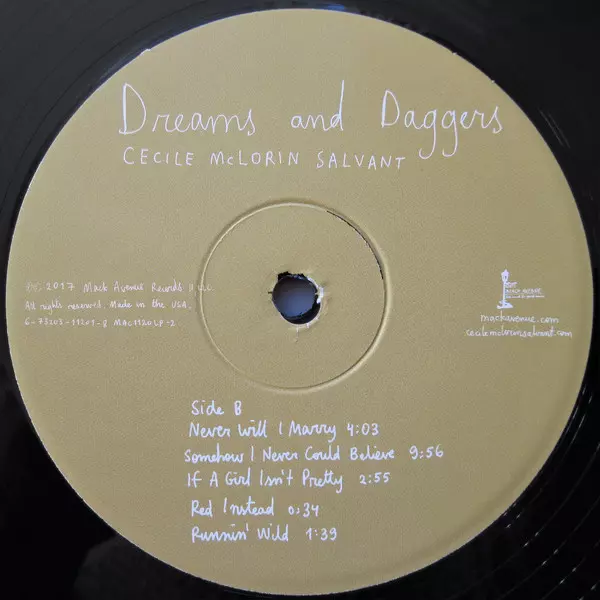 Dreams and Daggers
CECILE McLORIN SALVANT
℗© 2017 Mack Avenue Records II LLC.
All rights reserved. Made in the USA.
MACK AVENUE
mackavenue.com
cecilemclorinsalvant.com
Side B
Never Will I Marry 4:03
Somehow I Never Could Believe 9:56
If A Girl Isn't Pretty 2:55
Red Instead 0:34
Runnin' Wild 1:39